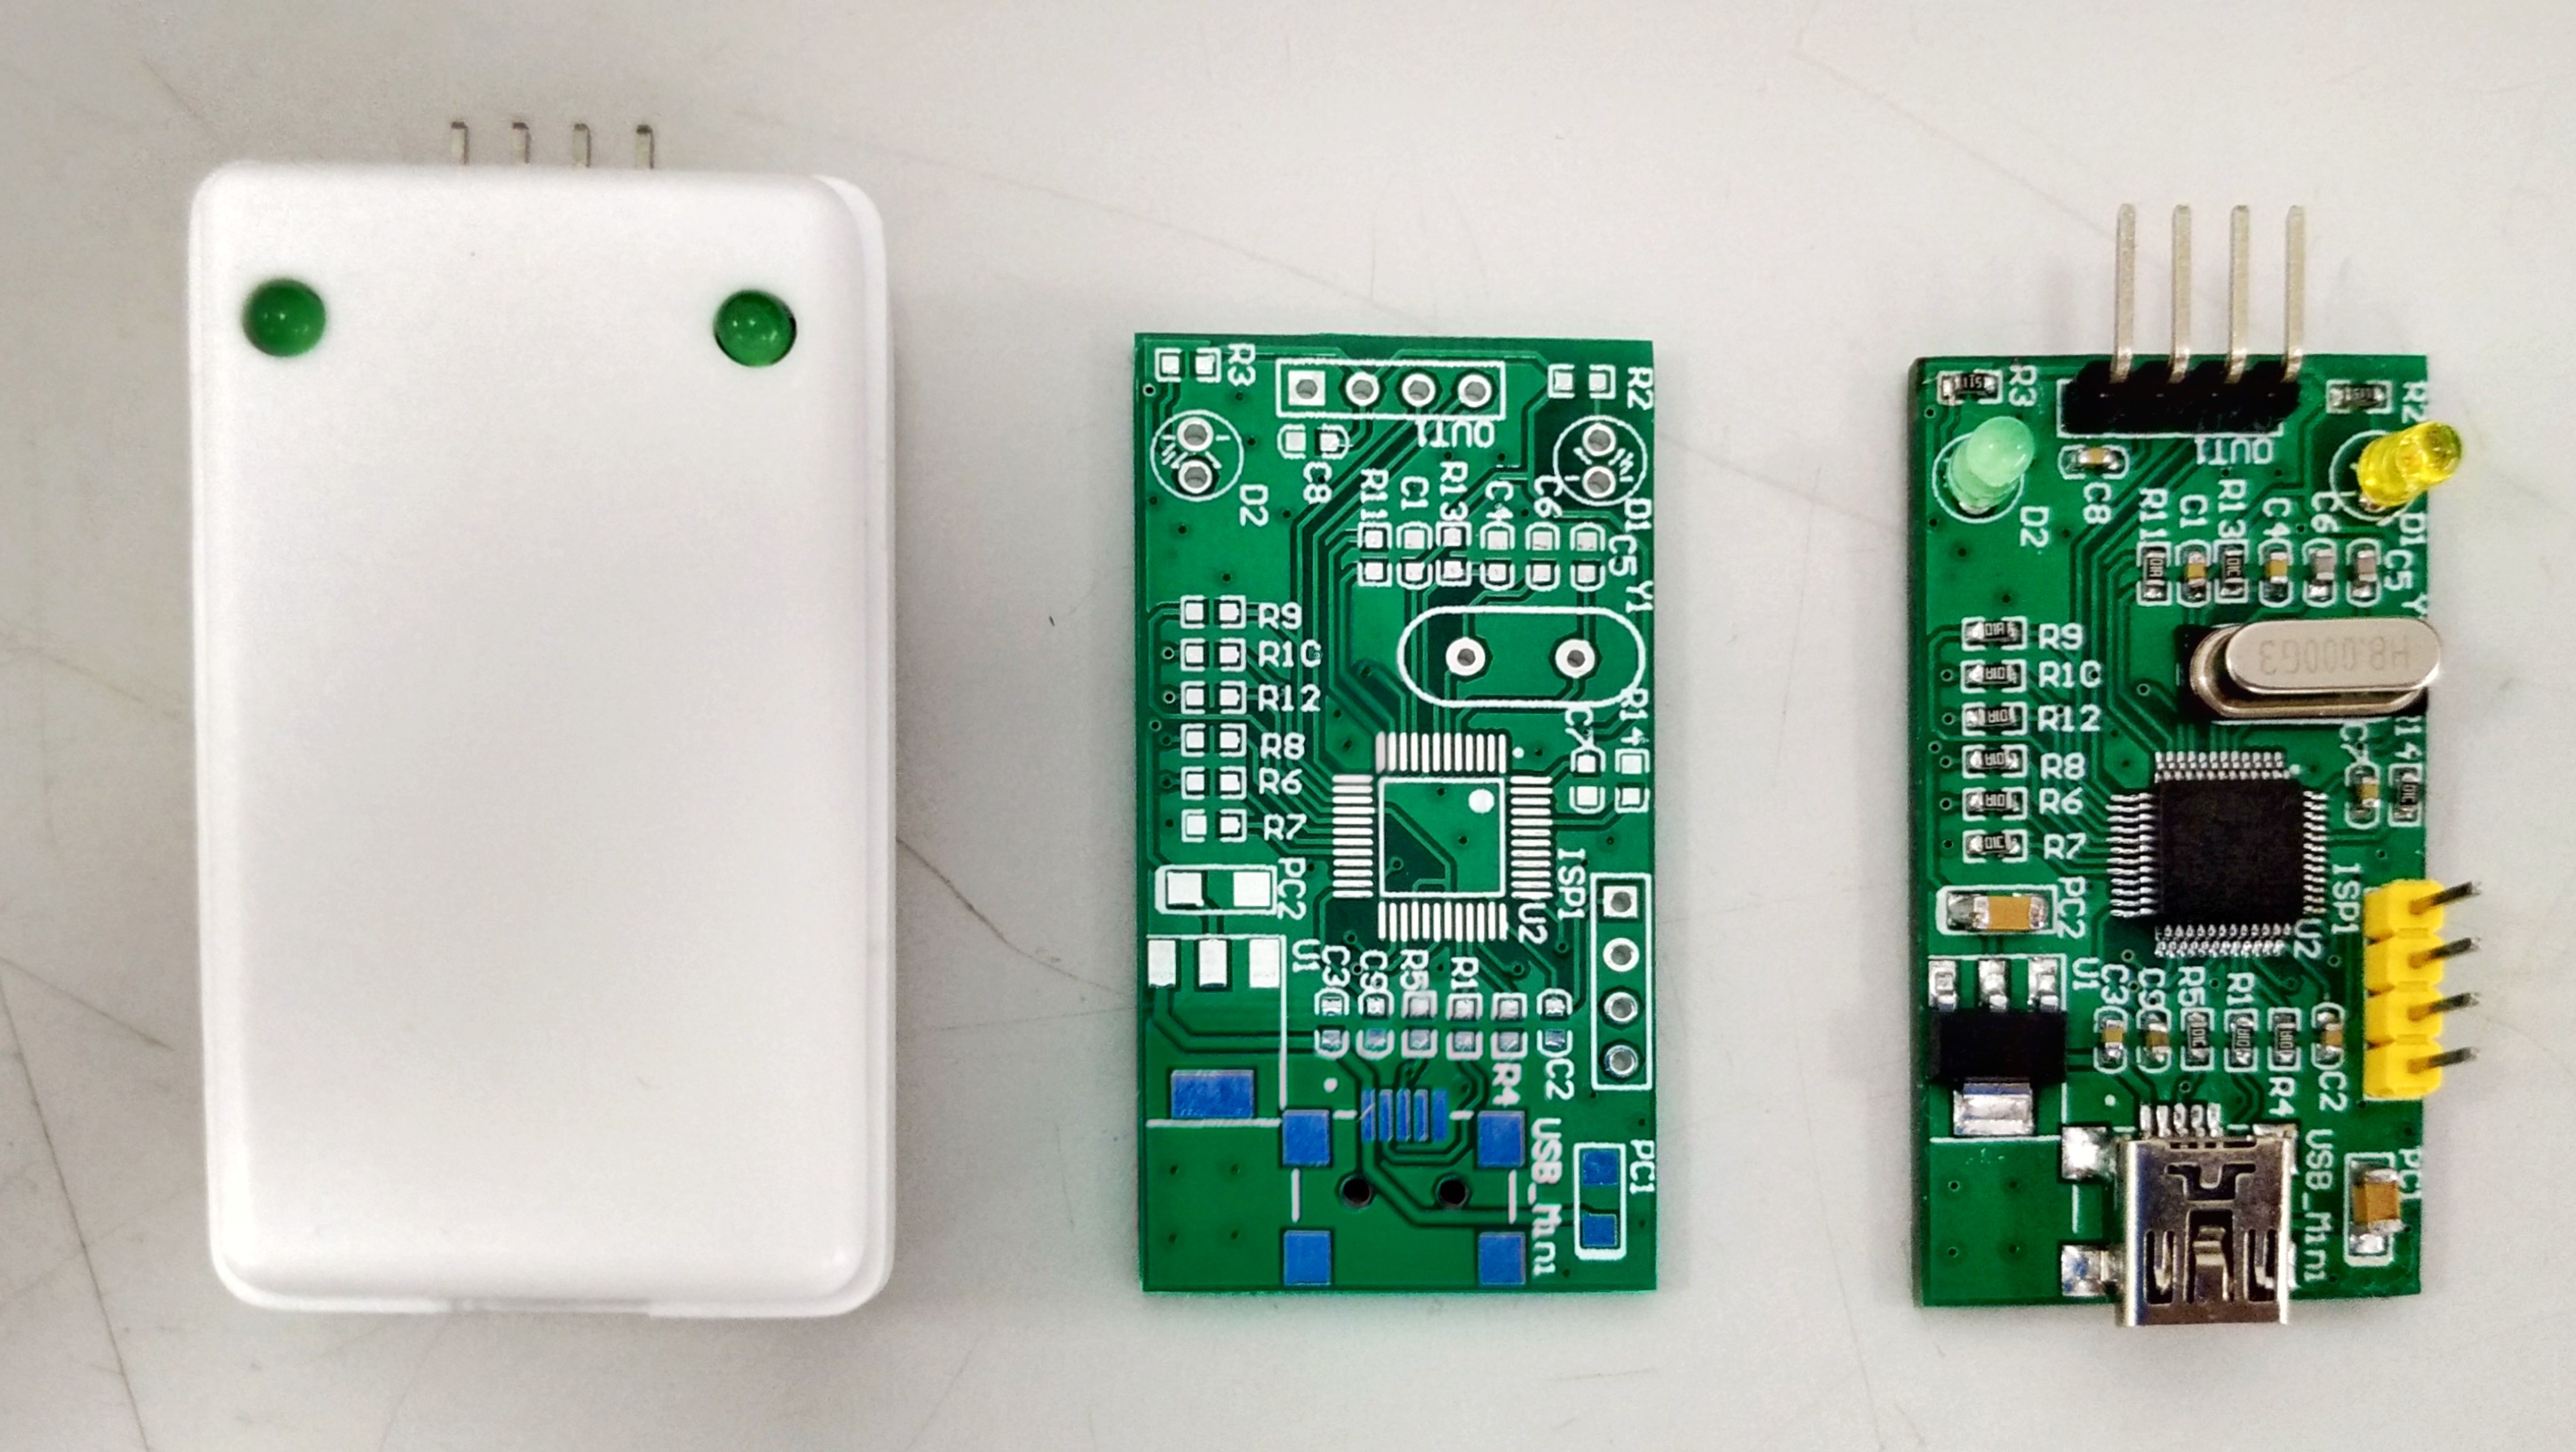 R3
R2
OUT1
D2
C8
R11
C1
R13
C4
C6
D1
C5
Y1
R9
R10
R12
R8
R6
R7
C7
R14
PC2
ISP1
U2
U1
C3
C9
R5
R1
R4
C2
USB_Mini
PC1
R3
R2
OUT1
D2
C8
R11
C1
R13
C4
C6
D1
C5
Y
H8.000G3
R9
R10
R12
R8
R6
R7
C7
14
PC2
ISP1
U2
U1
C3
C9
R5
R1
R4
C2
USB_Mini
PC1